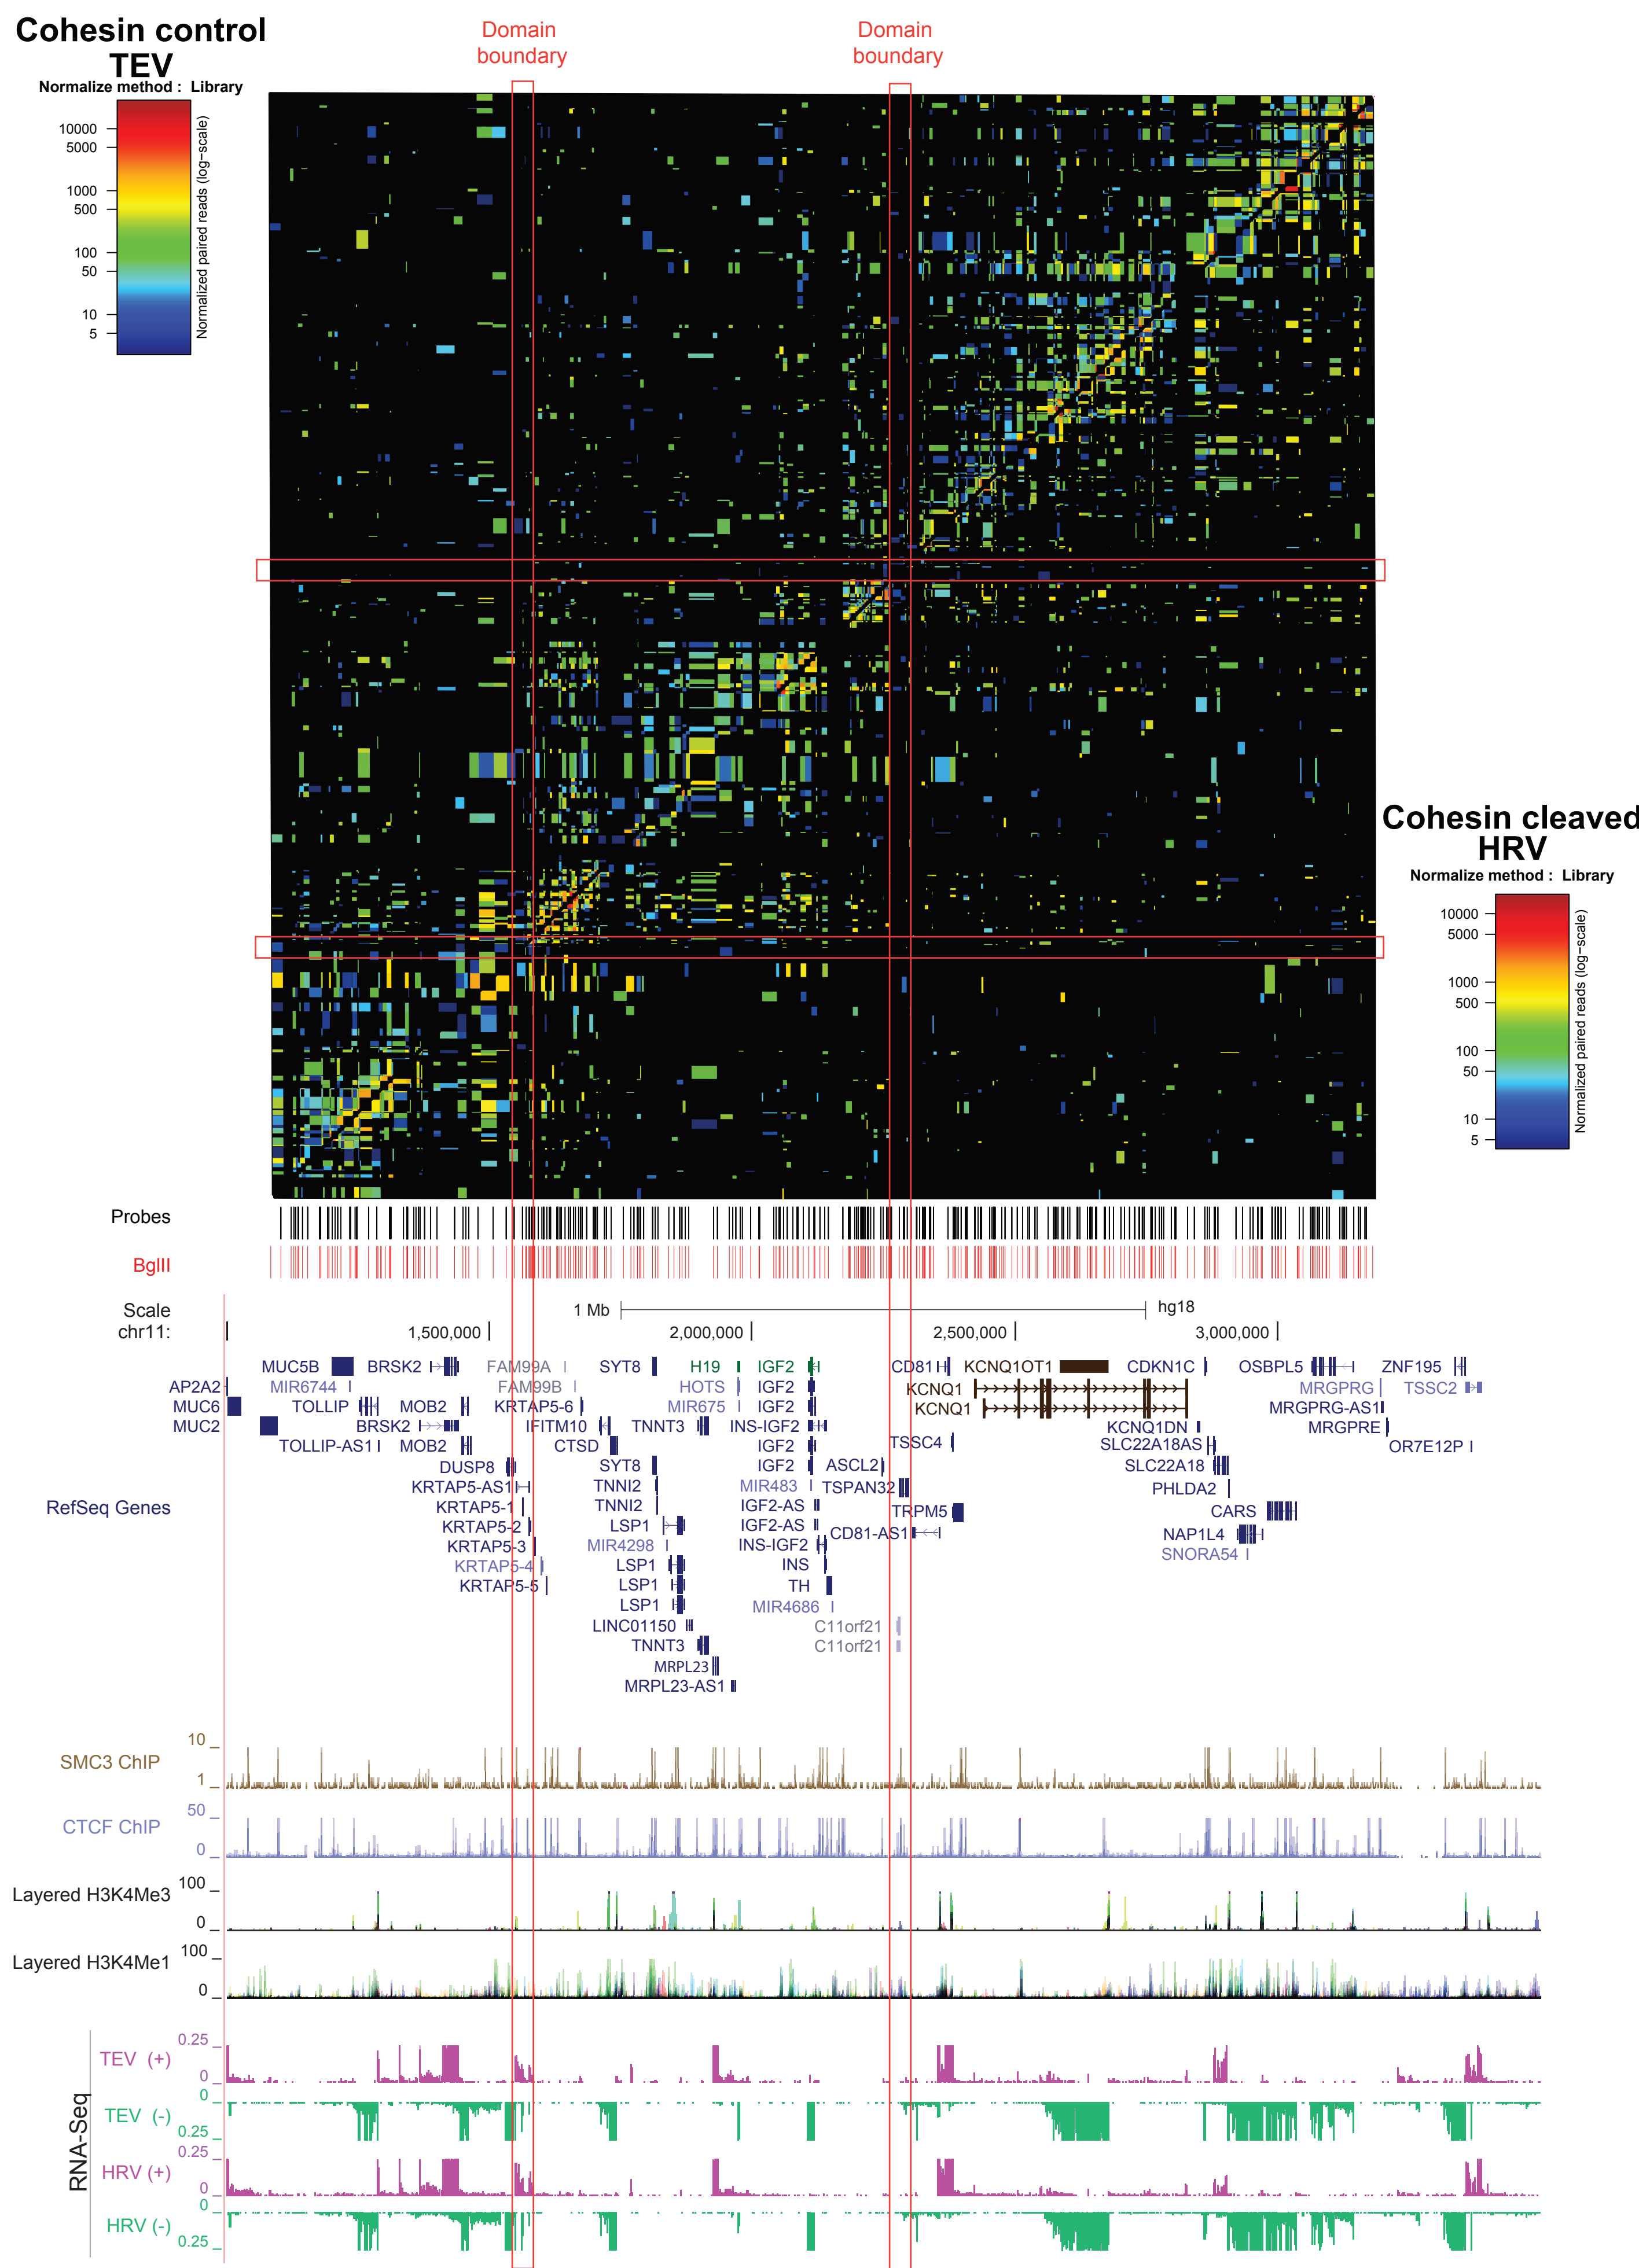 Cohesin control
TEV
Normalize method : Library
10000
5000
1000
500
100
50
10
5
Normalized paired reads (log−scale)
Domain
boundary
Domain
boundary
Cohesin cleaved
HRV
Normalize method : Library
10000
5000
1000
500
100
50
10
5
Normalized paired reads (log−scale)
Probes
BglII
Scale
1 Mb
hg18
chr11:
1,500,000
2,000,000
2,500,000
3,000,000
RefSeq Genes
MUC5B BRSK2 FAM99A SYT8 H19 IGF2 CD81 KCNQ1OT1 CDKN1C OSBPL5 ZNF195
AP2A2 MIR6744 FAM99B HOTS IGF2 KCNQ1 MRGPRG TSSC2
MUC6 TOLLIP MOB2 KRTAP5-6 MIR675 IGF2 KCNQ1 MRGPRG-AS1
MUC2 BRSK2 IFITM10 TNNT3 INS-IGF2 KCNQ1DN MRGPRE
TOLLIP-AS1 MOB2 CTSD IGF2 TSSC4 SLC22A18AS OR7E12P
DUSP8 SYT8 IGF2 ASCL2 SLC22A18
KRTAP5-AS1 TNNI2 MIR483 TSPAN32 PHLDA2
KRTAP5-1 TNNI2 IGF2-AS TRPM5 CARS
KRTAP5-2 LSP1 IGF2-AS CD81-AS1 NAP1L4
KRTAP5-3 MIR4298 INS-IGF2 SNORA54
KRTAP5-4 LSP1 INS
KRTAP5-5 LSP1 TH
LSP1 MIR4686
LINC01150 C11orf21
TNNT3 C11orf21
MRPL23
MRPL23-AS1
SMC3 ChIP
10
1
CTCF ChIP
50
0
Layered H3K4Me3
100
0
Layered H3K4Me1
100
0
RNA-Seq
TEV (+)
0.25
0
TEV (-)
0
0.25
HRV (+)
0.25
0
HRV (-)
0
0.25